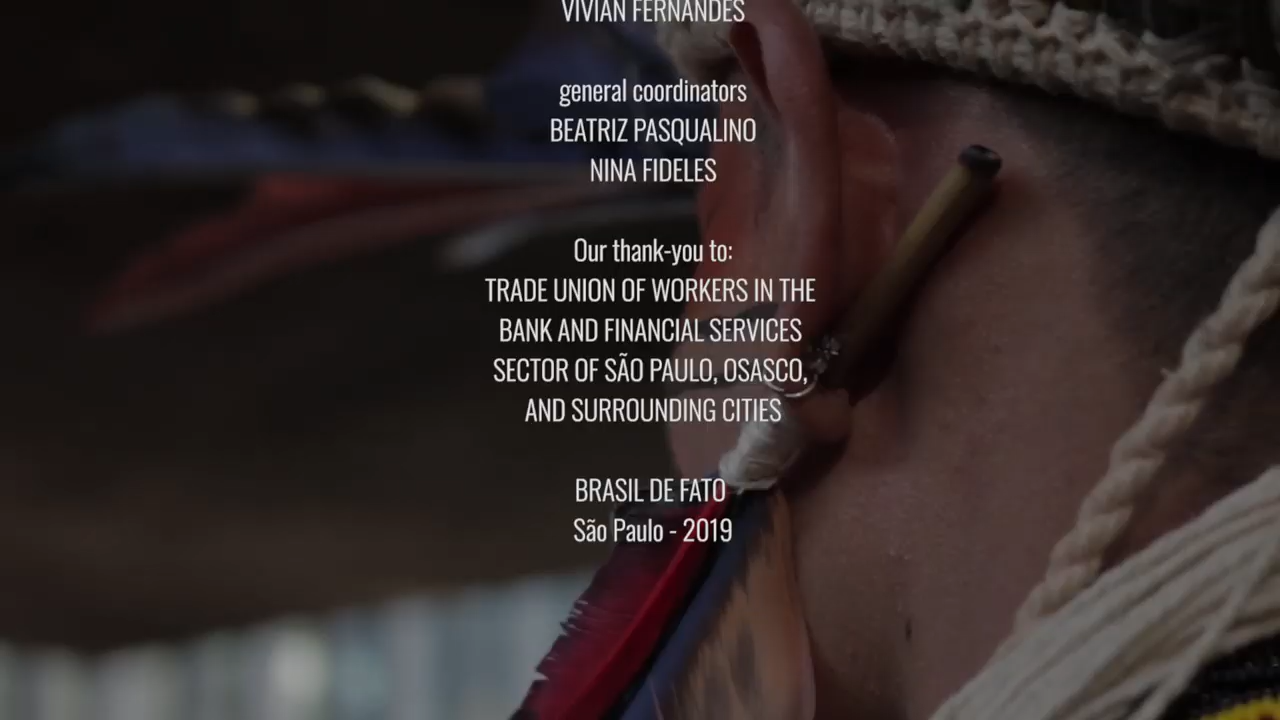 VIVIAN FERNANDES
general coordinators
BEATRIZ PASQUALINO
NINA FIDELES
Our thank-you to:
TRADE UNION OF WORKERS IN THE
BANK AND FINANCIAL SERVICES
SECTOR OF SÃO PAULO, OSASCO,
AND SURROUNDING CITIES
BRASIL DE FATO
São Paulo - 2019